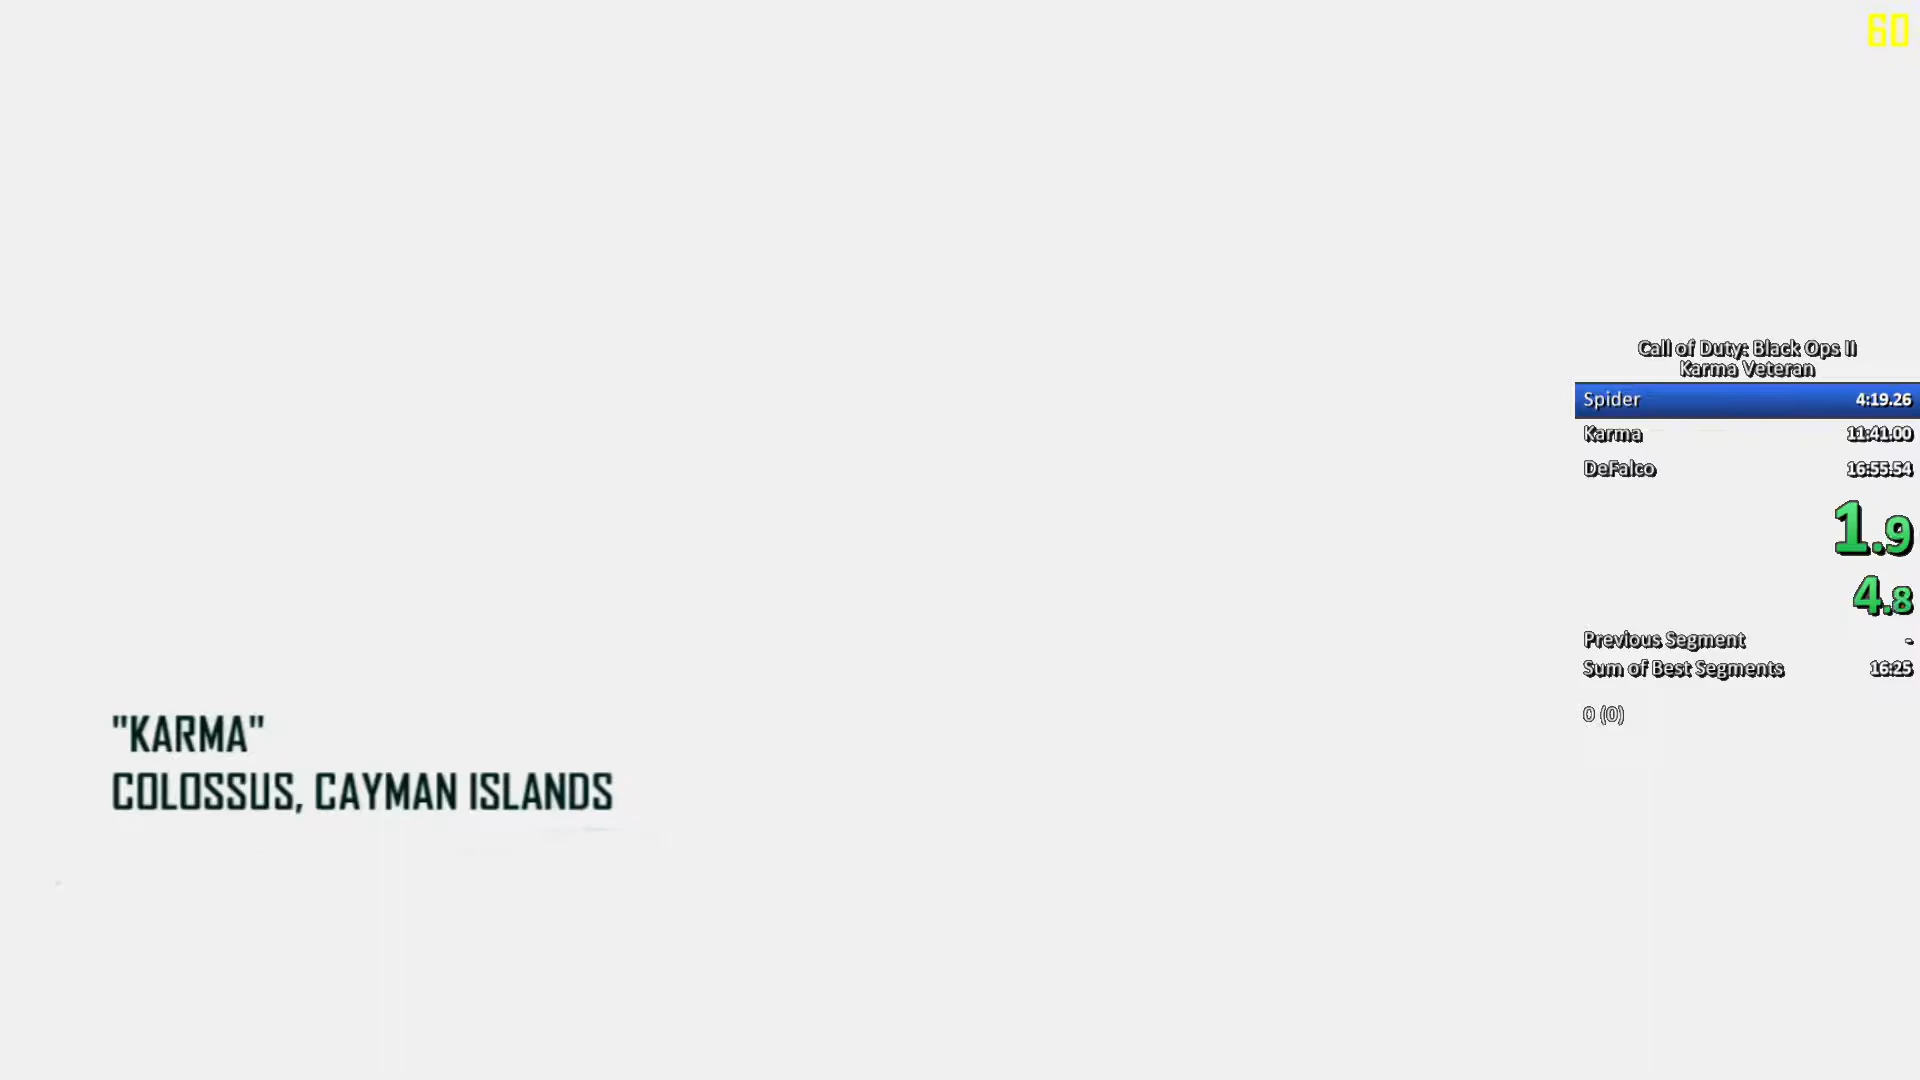 60
Call of Duty: Black Ops II
Karma Veteran
Spider 4:19.26
Karma 11:41.00
DeFalco 16:55.54
1.9
4.8
Previous Segment -
Sum of Best Segments 16:25
0 (0)
"KARMA"
COLOSSUS, CAYMAN ISLANDS